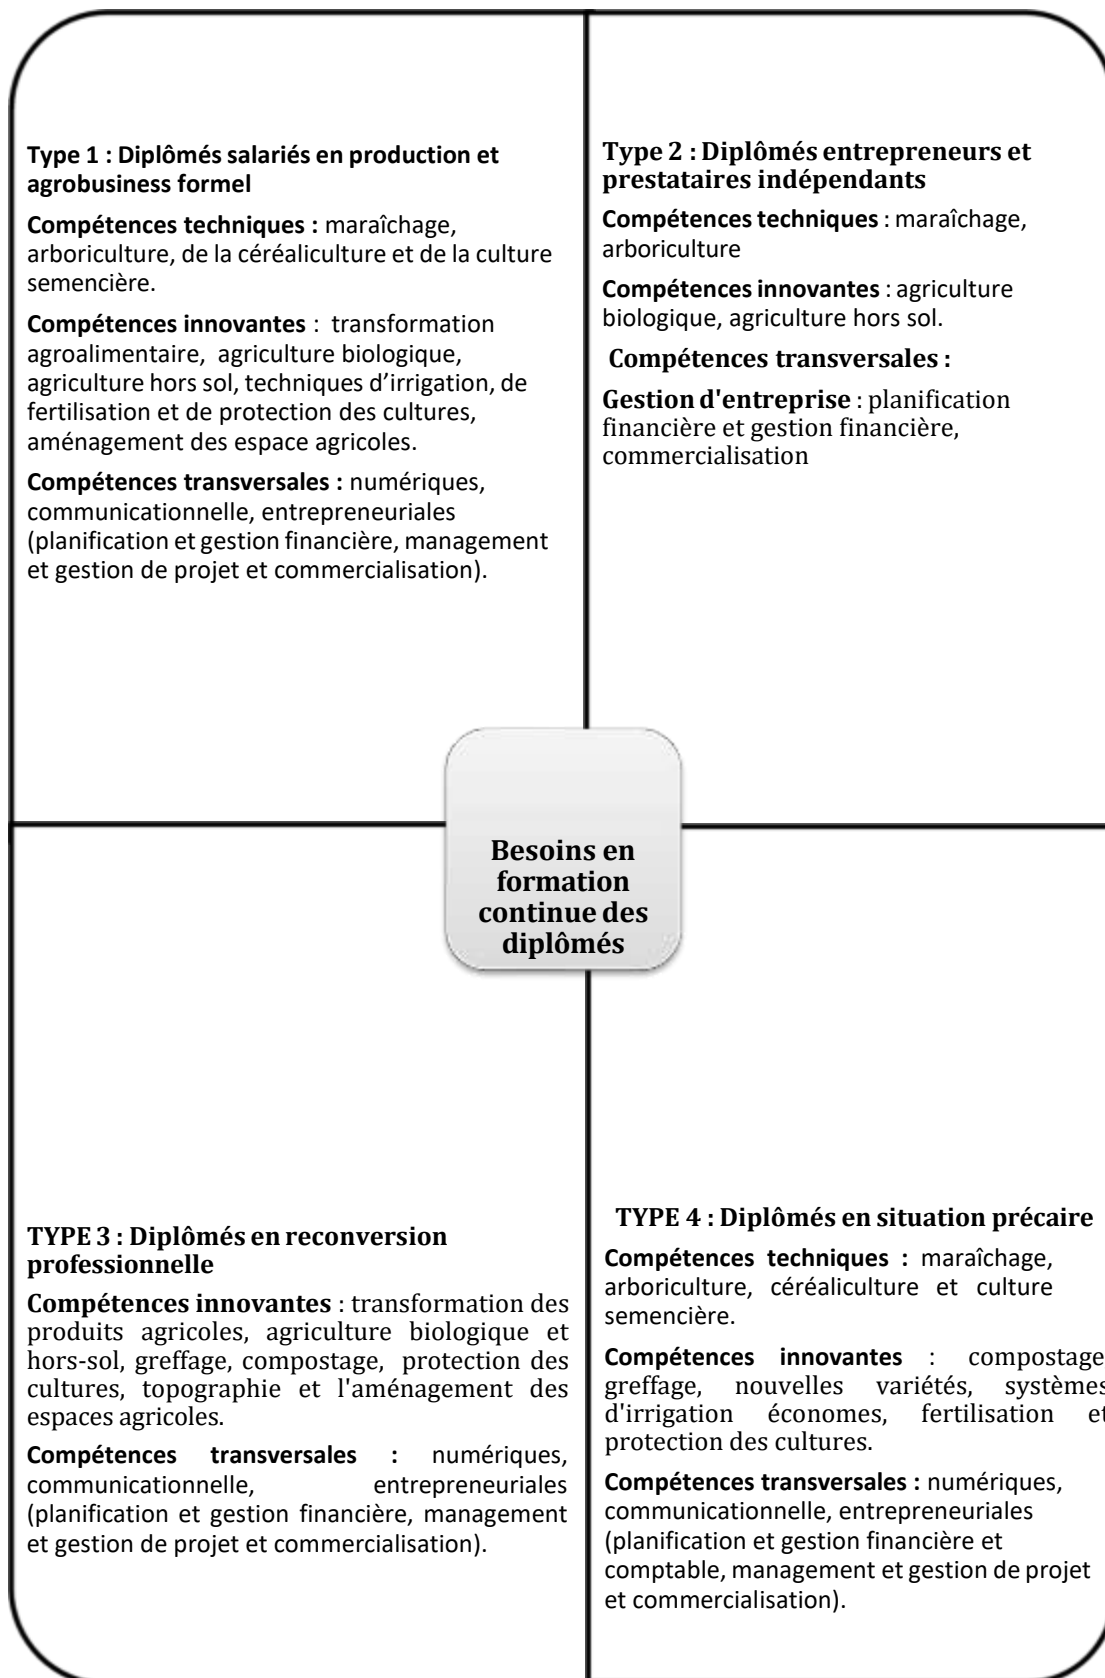 Type 1 : Diplômés salariés en production et
agrobusiness formel
Compétences techniques : maraîchage,
arboriculture, de la céréaliculture et de la culture
semencière.
Compétences innovantes : transformation
agroalimentaire, agriculture biologique,
agriculture hors sol, techniques d’irrigation, de
fertilisation et de protection des cultures,
aménagement des espace agricoles.
Compétences transversales : numériques,
communicationnelle, entrepreneuriales
(planification et gestion financière, management
et gestion de projet et commercialisation).
Type 2 : Diplômés entrepreneurs et
prestataires indépendants
Compétences techniques : maraîchage,
arboriculture
Compétences innovantes : agriculture
biologique, agriculture hors sol.
Compétences transversales :
Gestion d'entreprise : planification
financière et gestion financière,
commercialisation
Besoins en
formation
continue des
diplômés
TYPE 3 : Diplômés en reconversion
professionnelle
Compétences innovantes : transformation des
produits agricoles, agriculture biologique et
hors-sol, greffage, compostage, protection des
cultures, topographie et l'aménagement des
espaces agricoles.
Compétences transversales : numériques,
communicationnelle, entrepreneuriales
(planification et gestion financière, management
et gestion de projet et commercialisation).
TYPE 4 : Diplômés en situation précaire
Compétences techniques : maraîchage,
arboriculture, céréaliculture et culture
semencière.
Compétences innovantes : compostage
greffage, nouvelles variétés, systèmes
d'irrigation économes, fertilisation et
protection des cultures.
Compétences transversales : numériques,
communicationnelle, entrepreneuriales
(planification et gestion financière et
comptable, management et gestion de projet
et commercialisation).